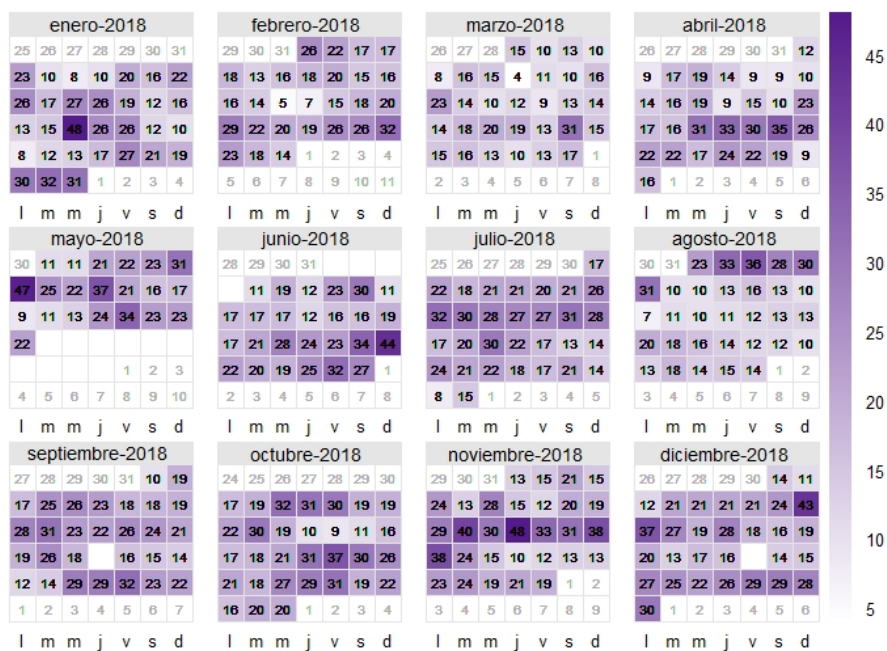 enero-2018
25 26 27 28 29 30 31
23 10 8 10 20 16 22
26 17 27 26 19 12 16
13 15 48 26 26 12 10
8 12 13 17 27 21 19
30 32 31 1 2 3 4
l m m j v s d
febrero-2018
29 30 31 26 22 17 17
18 13 16 18 20 15 16
16 14 5 7 15 18 20
29 22 20 19 26 26 32
23 18 14 1 2 3 4
5 6 7 8 9 10 11
l m m j v s d
marzo-2018
26 27 28 15 10 13 10
8 16 15 4 11 10 16
23 14 10 12 9 13 14
14 18 20 19 13 31 15
15 16 13 10 13 17 1
2 3 4 5 6 7 8
l m m j v s d
abril-2018
26 27 28 29 30 31 12
9 17 19 14 9 9 10
14 16 19 9 15 10 23
17 16 31 33 30 35 26
22 22 17 24 22 19 9
16 1 2 3 4 5 6
l m m j v s d
mayo-2018
30 11 11 21 22 23 31
47 25 22 37 21 16 17
9 11 13 24 34 23 23
22
1 2 3
4 5 6 7 8 9 10
l m m j v s d
junio-2018
28 29 30 31
11 19 12 23 30 11
17 17 17 12 16 16 19
17 21 28 24 23 34 44
22 20 19 25 32 27 1
2 3 4 5 6 7 8
l m m j v s d
julio-2018
25 26 27 28 29 30 17
22 18 21 21 20 21 26
32 30 28 27 27 31 28
17 20 30 22 17 13 14
24 21 22 18 20 21 14
8 15 1 2 3 4 5
l m m j v s d
agosto-2018
30 31 23 33 36 28 30
31 10 10 13 16 10 16
7 11 10 11 12 13 13
20 18 16 14 12 12 10
13 18 14 15 14 1 2
3 4 5 6 7 8 9
l m m j v s d
septiembre-2018
27 28 29 30 31 10 19
17 25 26 23 18 18 19
28 31 23 22 26 24 21
19 26 18 16 15 14
12 14 29 29 32 23 22
1 2 3 4 5 6 7
l m m j v s d
octubre-2018
24 25 26 27 28 29 30
17 19 32 31 30 19 19
22 30 19 10 9 11 16
17 18 21 31 37 30 26
21 18 27 29 31 19 22
16 20 20 1 2 3 4
l m m j v s d
noviembre-2018
29 30 31 13 15 21 15
24 13 28 15 12 20 19
29 40 30 48 33 31 38
38 24 15 10 12 13 13
23 24 19 21 19 1 2
3 4 5 6 7 8 9
l m m j v s d
diciembre-2018
26 27 28 29 30 14 11
12 21 21 21 21 24 43
37 27 19 28 18 16 19
20 13 17 16 14 15
27 25 22 26 29 29 28
30 1 2 3 4 5 6
l m m j v s d
45
40
35
30
25
20
15
10
5